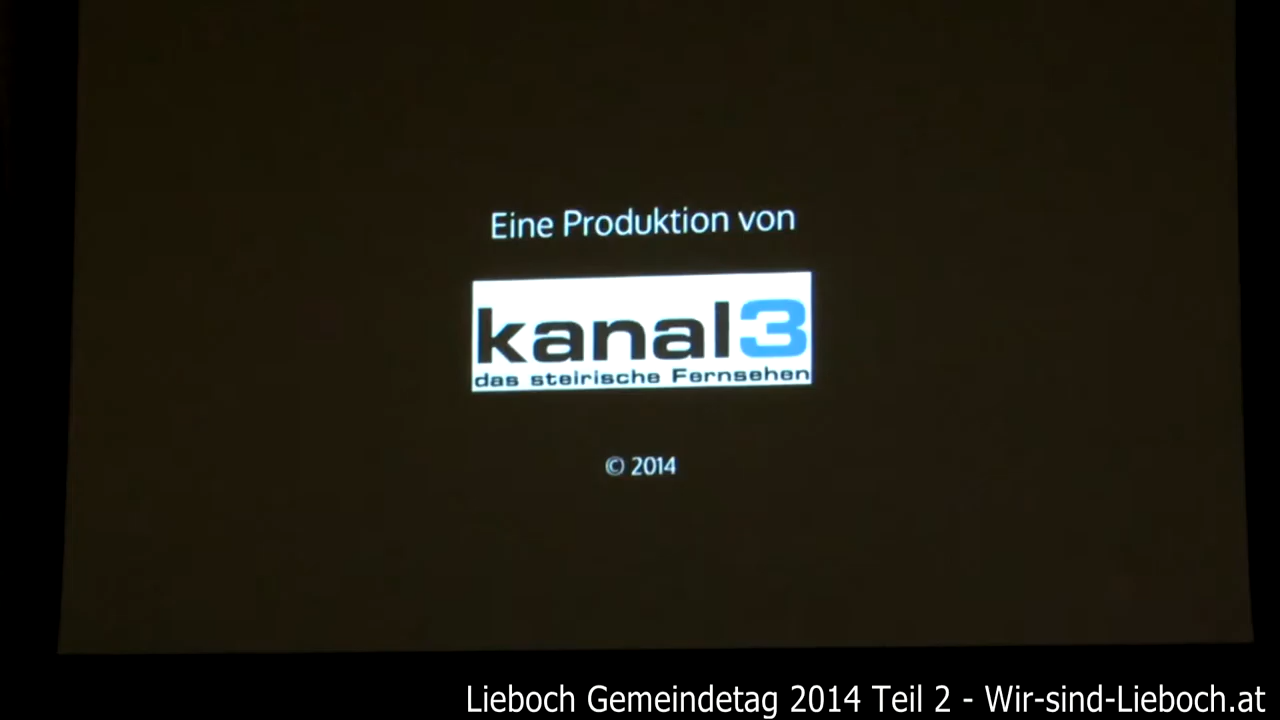 Eine Produktion von
kanal3
das steirische Fernsehen
© 2014
Lieboch Gemeindetag 2014 Teil 2 - Wir-sind-Lieboch.at